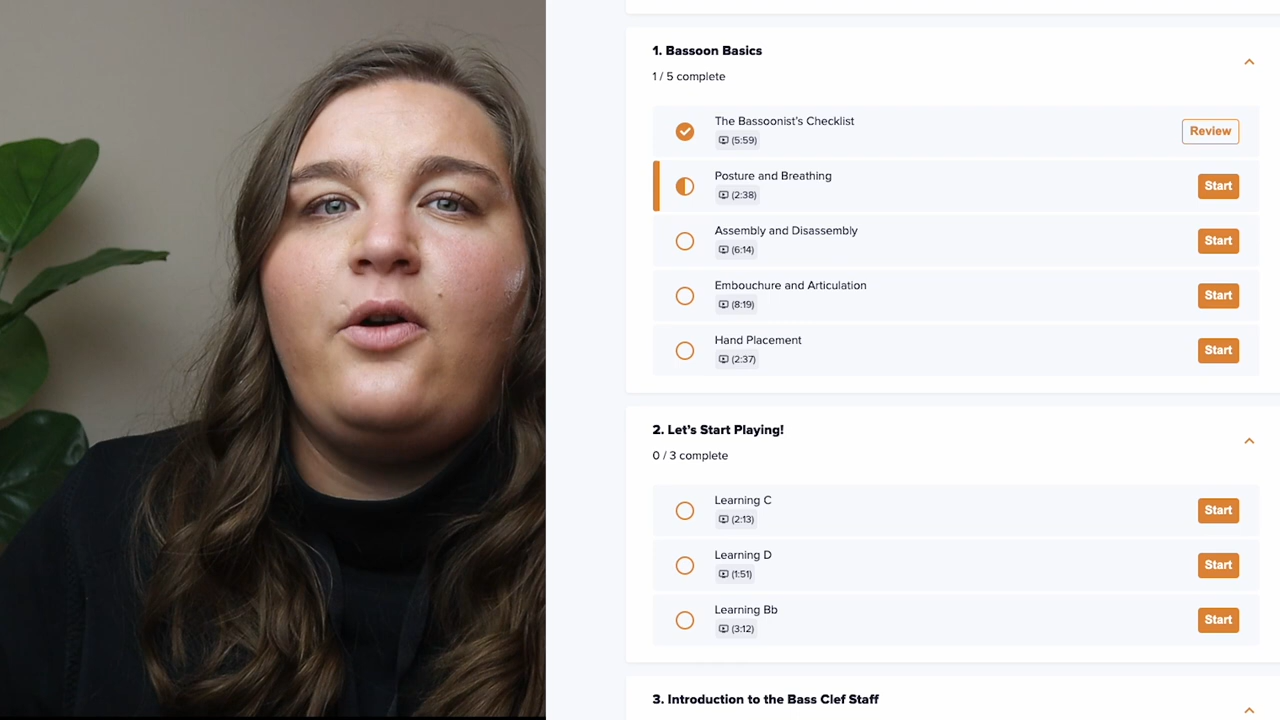 1. Bassoon Basics
1 / 5 complete
The Bassoonist's Checklist
(5:59)
Review
Posture and Breathing
(2:38)
Start
Assembly and Disassembly
(6:14)
Start
Embouchure and Articulation
(8:19)
Start
Hand Placement
(2:37)
Start
2. Let's Start Playing!
0 / 3 complete
Learning C
(2:13)
Start
Learning D
(1:51)
Start
Learning Bb
(3:12)
Start
3. Introduction to the Bass Clef Staff